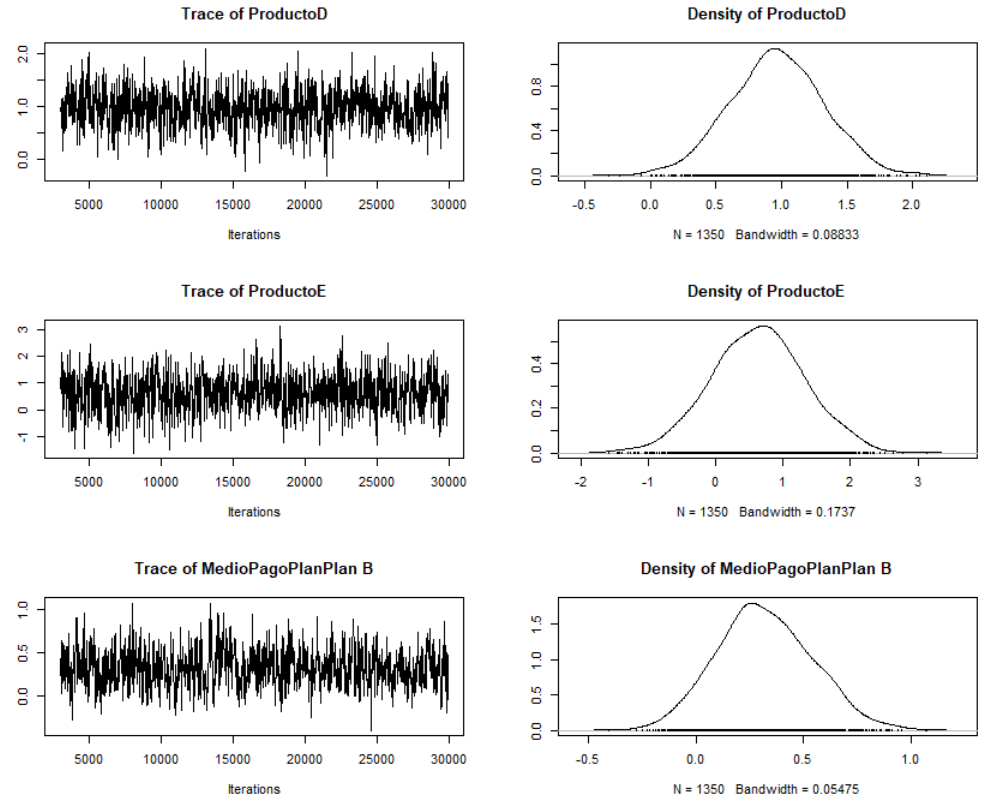 Trace of ProductoD
2.0
1.0
0.0
5000 10000 15000 20000 25000 30000
Iterations
Density of ProductoD
0.8
0.4
0.0
-0.5 0.0 0.5 1.0 1.5 2.0
N = 1350 Bandwidth = 0.08833
Trace of ProductoE
3
2
1
0
-1
5000 10000 15000 20000 25000 30000
Iterations
Density of ProductoE
0.4
0.2
0.0
-2 -1 0 1 2 3
N = 1350 Bandwidth = 0.1737
Trace of MedioPagoPlanPlan B
1.0
0.5
0.0
5000 10000 15000 20000 25000 30000
Iterations
Density of MedioPagoPlanPlan B
1.5
1.0
0.5
0.0
-0.5 0.0 0.5 1.0
N = 1350 Bandwidth = 0.05475